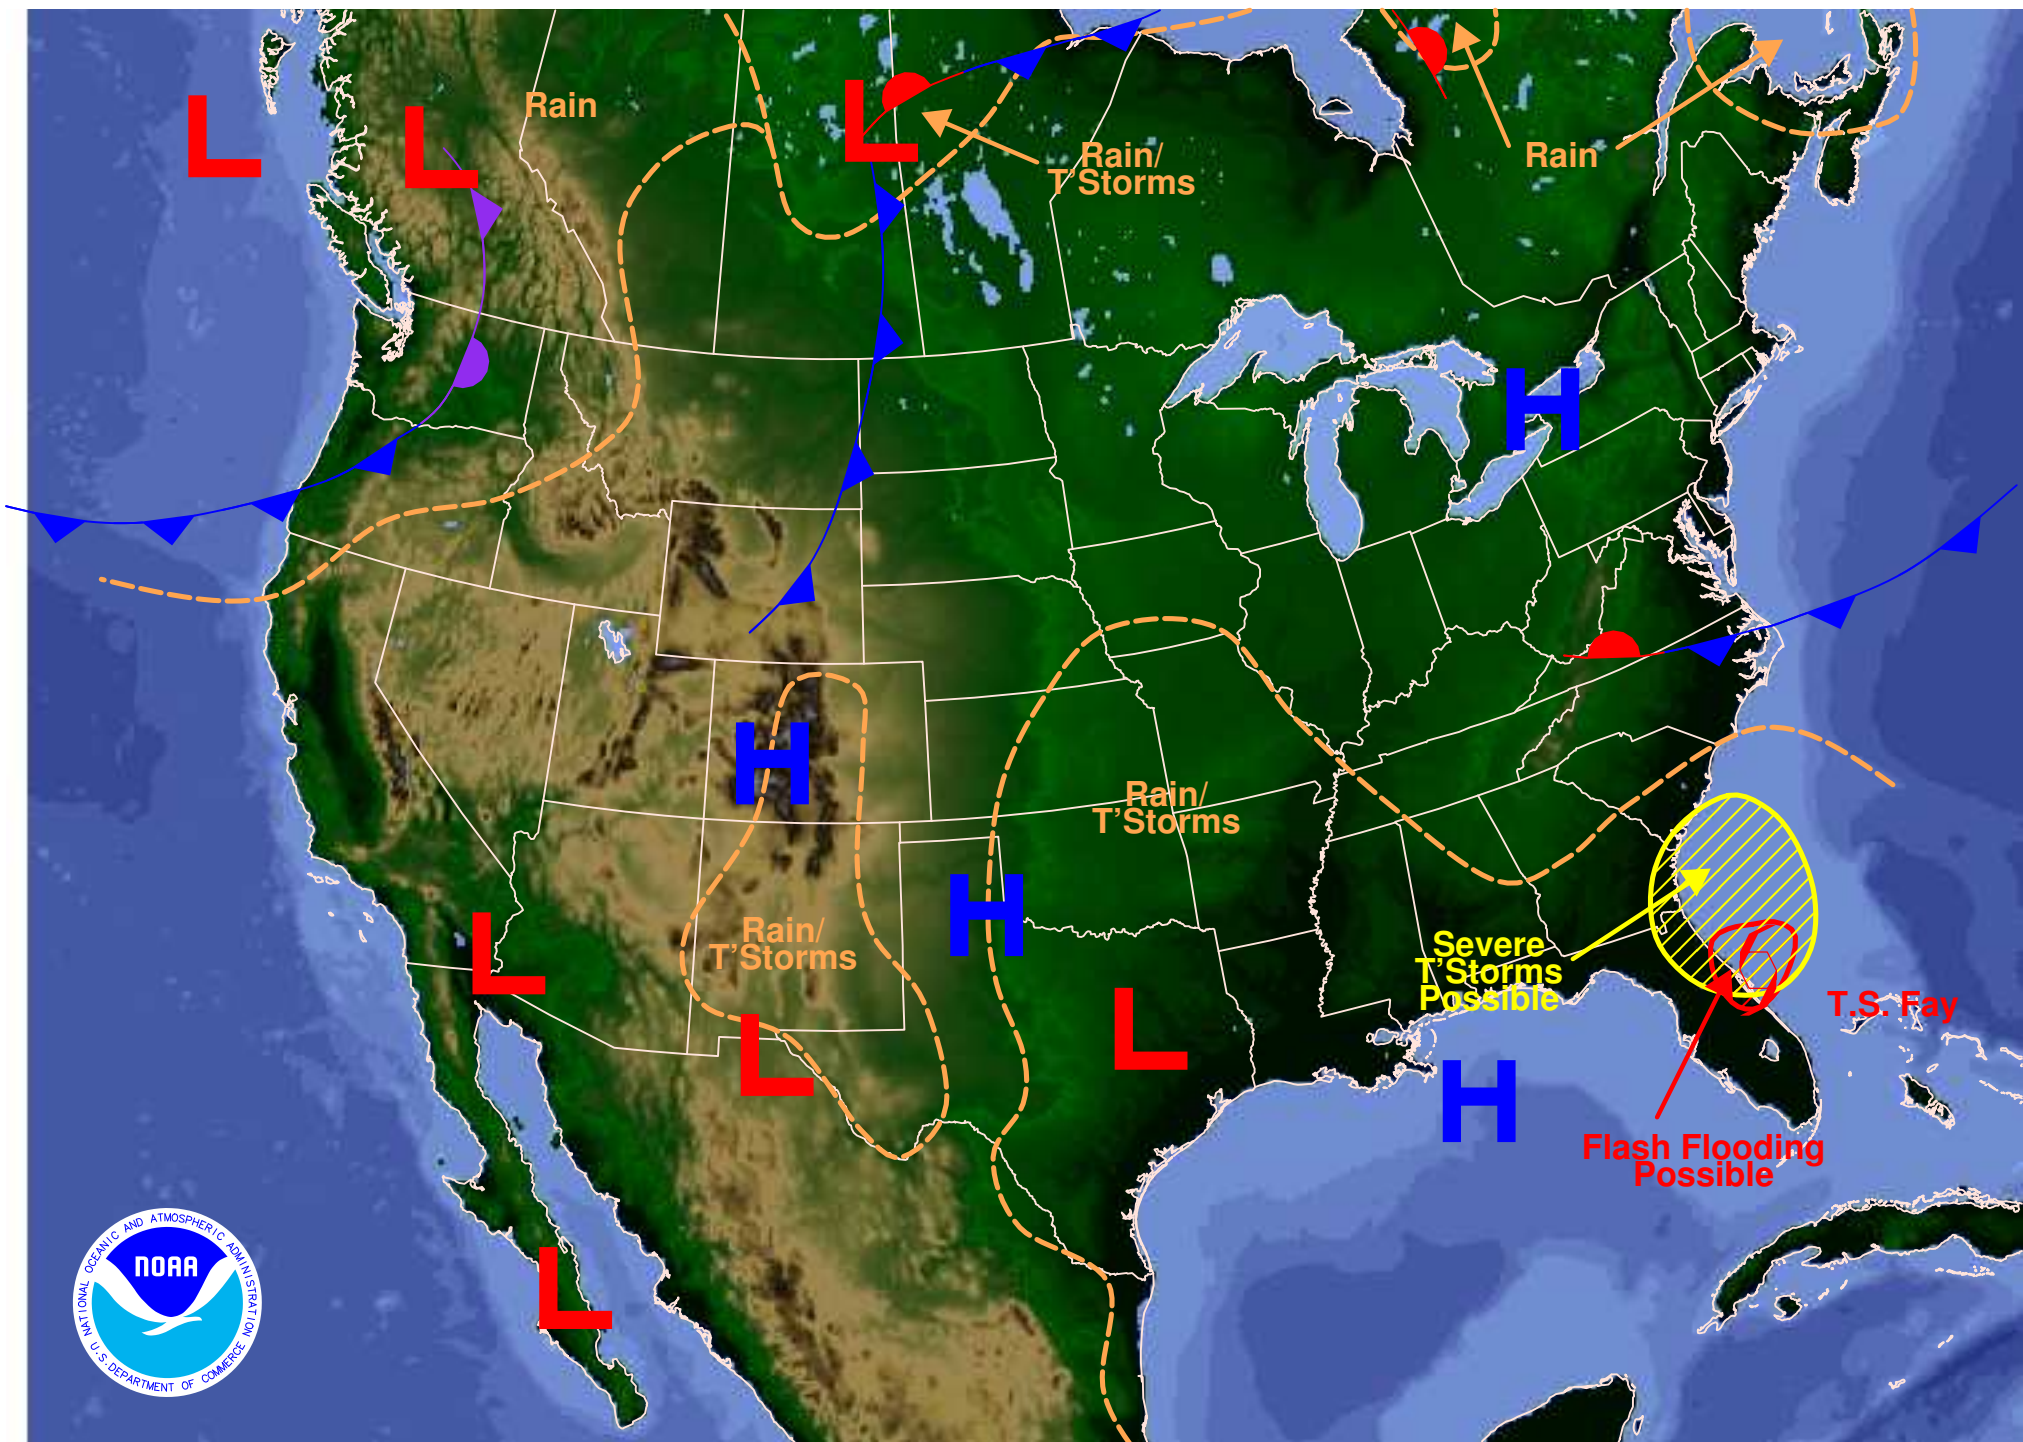 L
L
Rain
L
Rain/
T'Storms
Rain
H
H
Rain/
T'Storms
H
L
Rain/
T'Storms
Severe
T'Storms
Possible
L
L
T.S. Fay
H
Flash Flooding
Possible
L
NATIONAL OCEANIC AND ATMOSPHERIC ADMINISTRATION
NOAA
U.S. DEPARTMENT OF COMMERCE